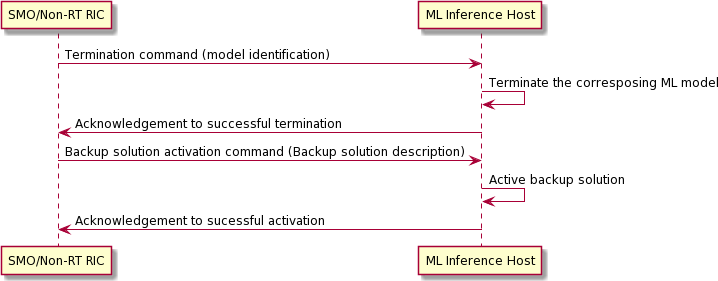 SMO/Non-RT RIC
ML Inference Host
Termination command (model identification)
Terminate the corresposing ML model
Acknowledgement to successful termination
Backup solution activation command (Backup solution description)
Active backup solution
Acknowledgement to sucessful activation
SMO/Non-RT RIC
ML Inference Host